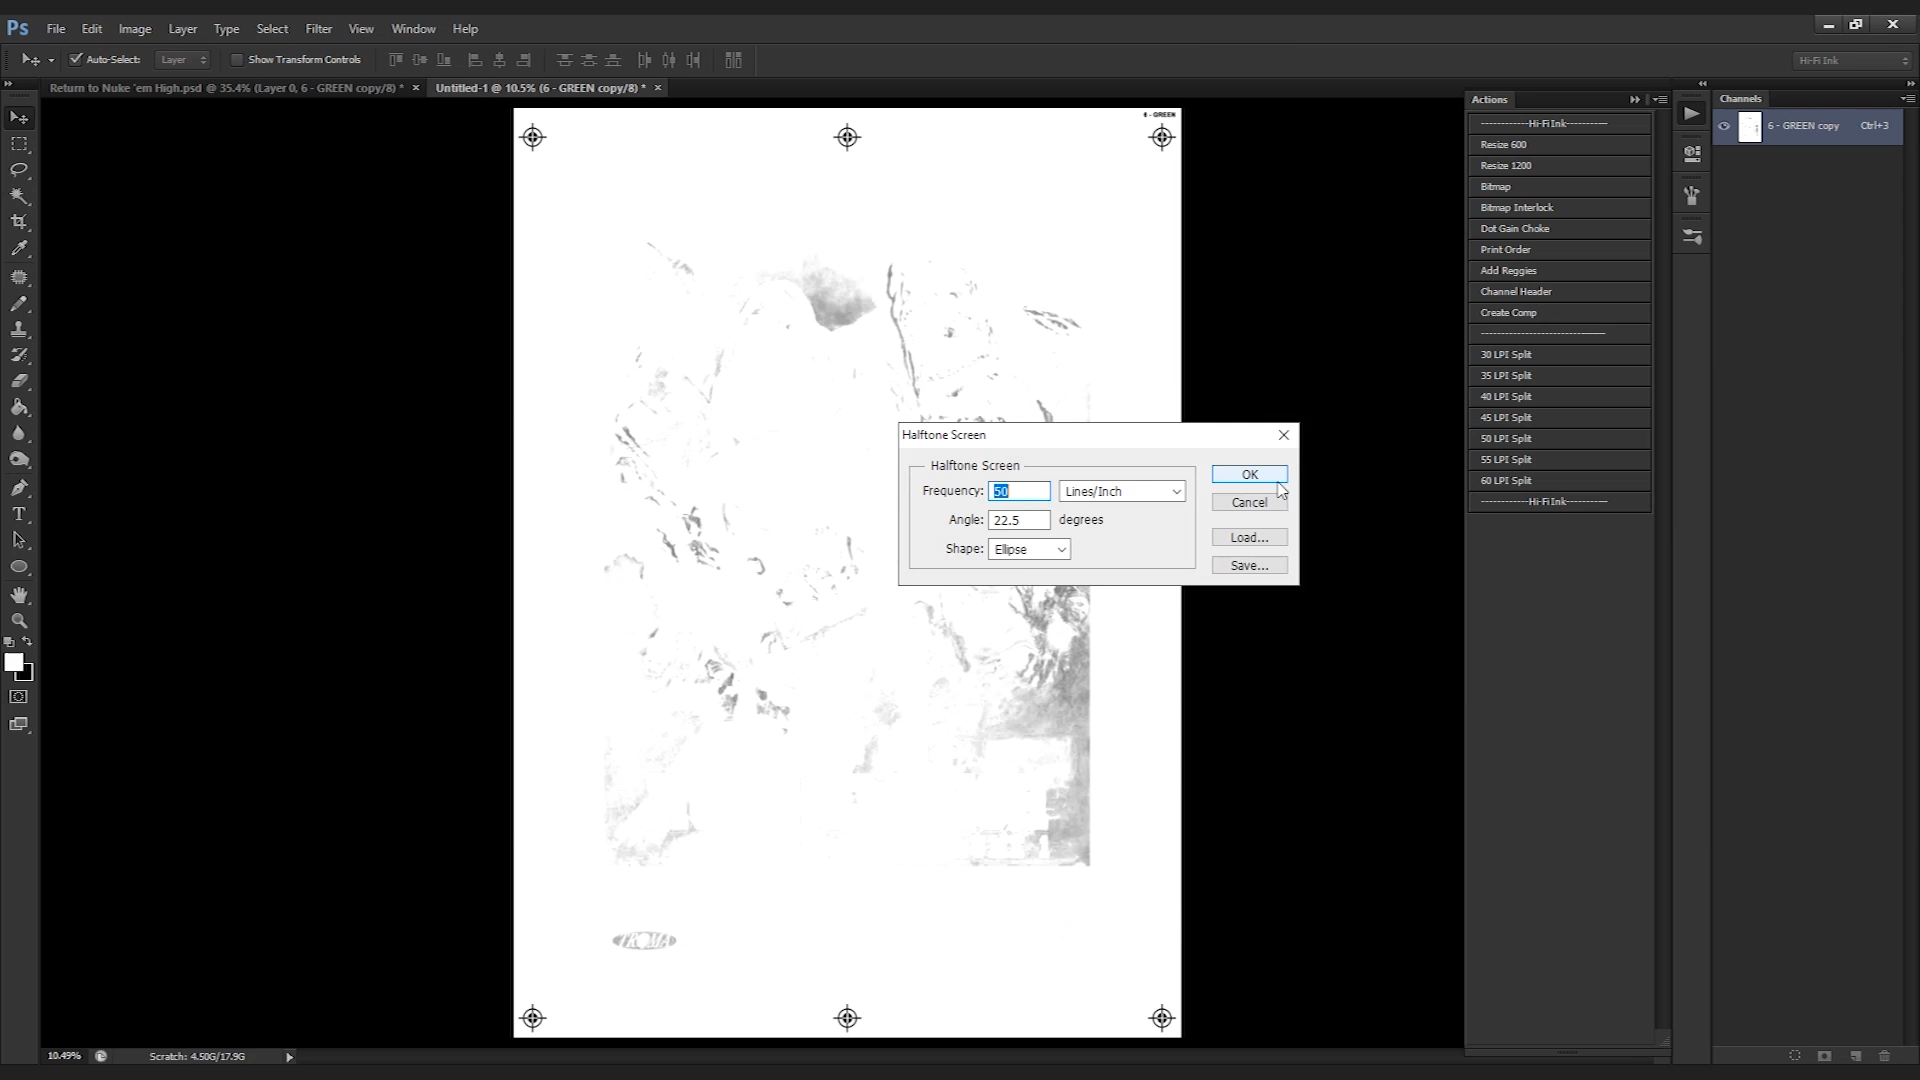 Ps File Edit Image Layer Type Select Filter View Window Help
Auto-Select: Layer Show Transform Controls Hi-Fi Ink
Return to Nuke 'em High.psd @ 35.4% (Layer 0, 6 - GREEN copy/8) * × Untitled-1 @ 10.5% (6 - GREEN copy/8) * ×
6 - GREEN
Actions
------------Hi-Fi Ink----------
Resize 600
Resize 1200
Bitmap
Bitmap Interlock
Dot Gain Choke
Print Order
Add Reggies
Channel Header
Create Comp
--------------------------------
30 LPI Split
35 LPI Split
40 LPI Split
45 LPI Split
50 LPI Split
55 LPI Split
60 LPI Split
------------Hi-Fi Ink----------
Channels
6 - GREEN copy Ctrl+3
Halftone Screen
Halftone Screen
Frequency: 50 Lines/Inch
Angle: 22.5 degrees
Shape: Ellipse
OK
Cancel
Load...
Save...
TROMA
10.49% Scratch: 4.50G/17.9G